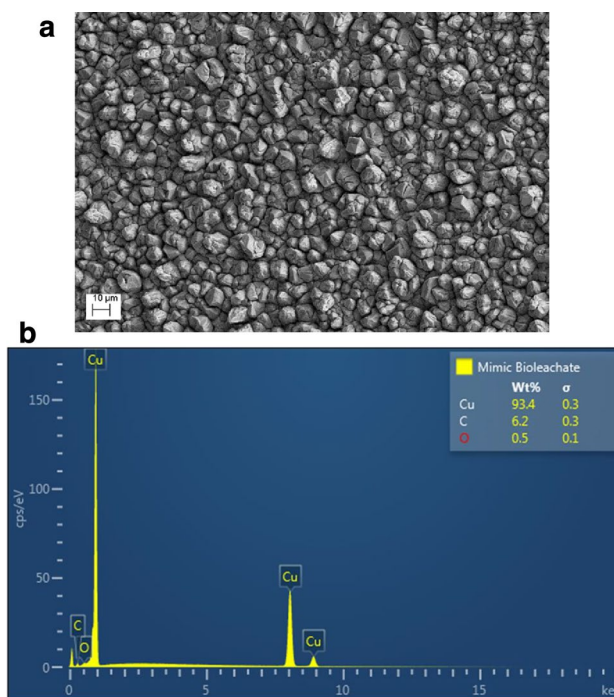 a
10 µm
b
Cu
Mimic Bioleachate
Wt% σ
Cu 93.4 0.3
C 6.2 0.3
O 0.5 0.1
150
100
cps/eV
50
Cu
C
O
Cu
0
0 5 10 15 ke